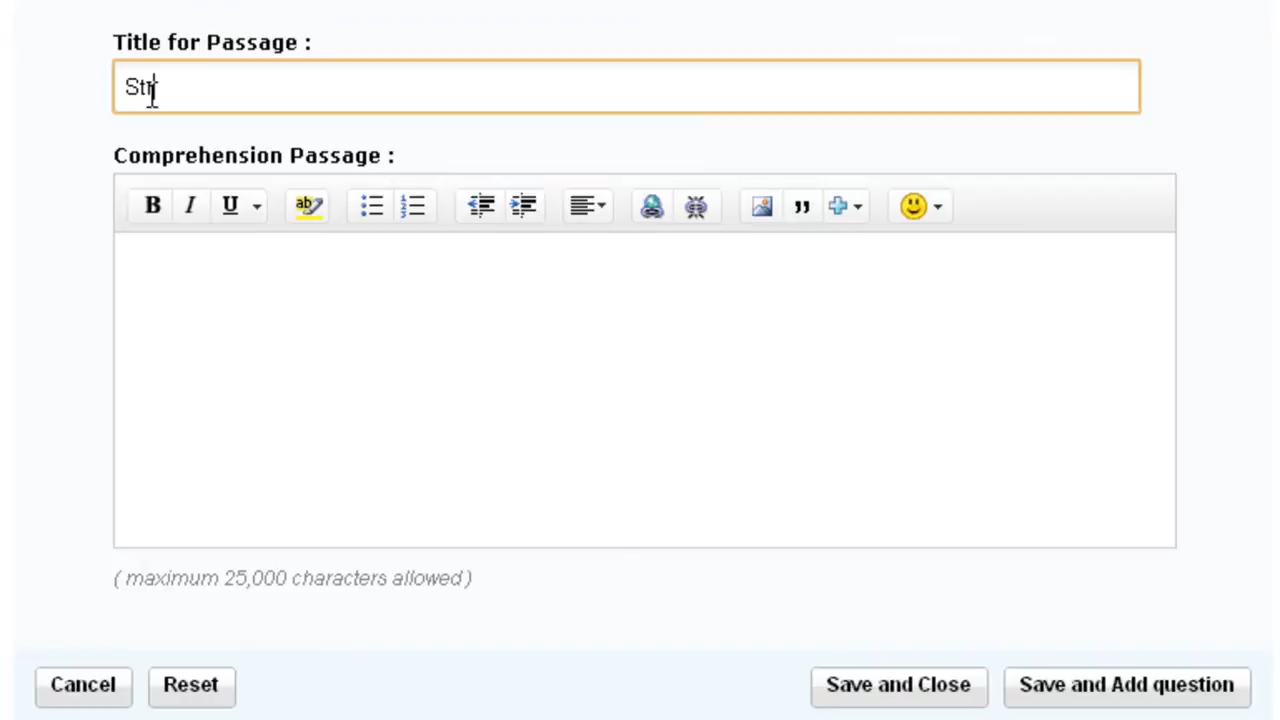 Title for Passage :
Str
Comprehension Passage :
B I U ab
( maximum 25,000 characters allowed )
Cancel Reset Save and Close Save and Add question